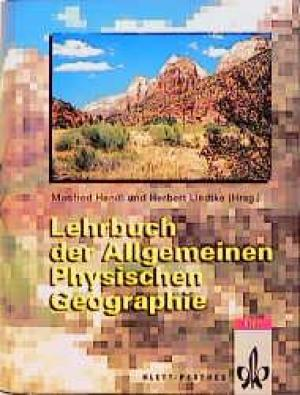 Manfred Hendl und Herbert Liedtke (Hrsg.)
Lehrbuch
der Allgemeinen
Physischen
Geographie
KLETT-PERTHES